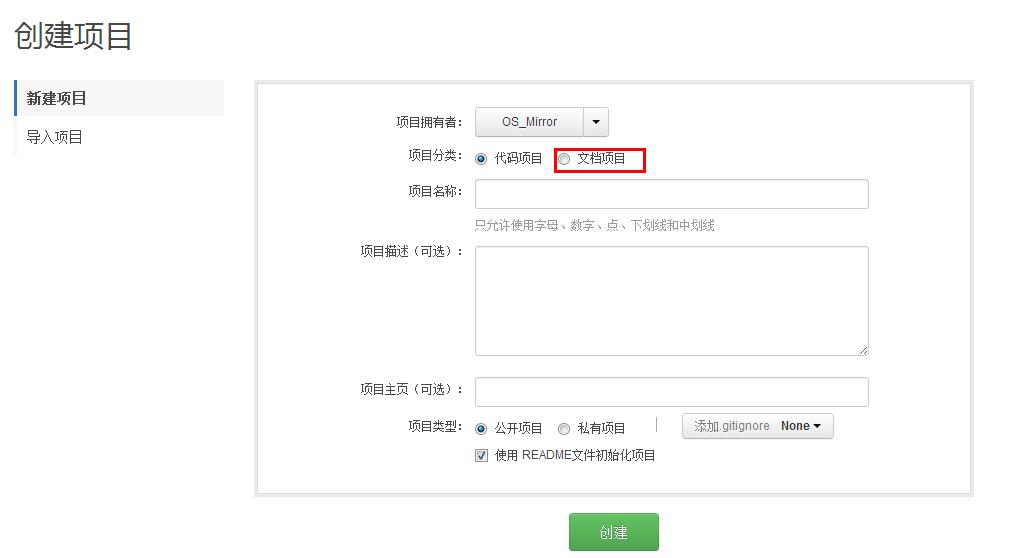 创建项目
新建项目
导入项目
项目拥有者： OS_Mirror
项目分类： 代码项目 文档项目
项目名称：
只允许使用字母、数字、点、下划线和中划线
项目描述（可选）：
项目主页（可选）：
项目类型： 公开项目 私有项目 添加.gitignore None
使用 README文件初始化项目
创建